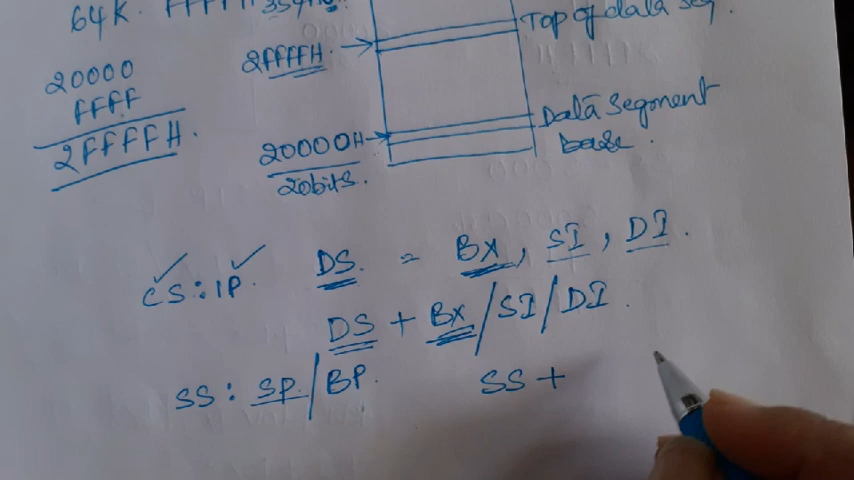 64K. FFFFH
Top of data seg.
20000
2FFFFH.
FFFF
2FFFFH.
Data segment
base.
20000H
20bits.
CS:IP. DS. = BX, SI, DI.
DS + BX/SI/DI.
SS: SP/BP. SS +